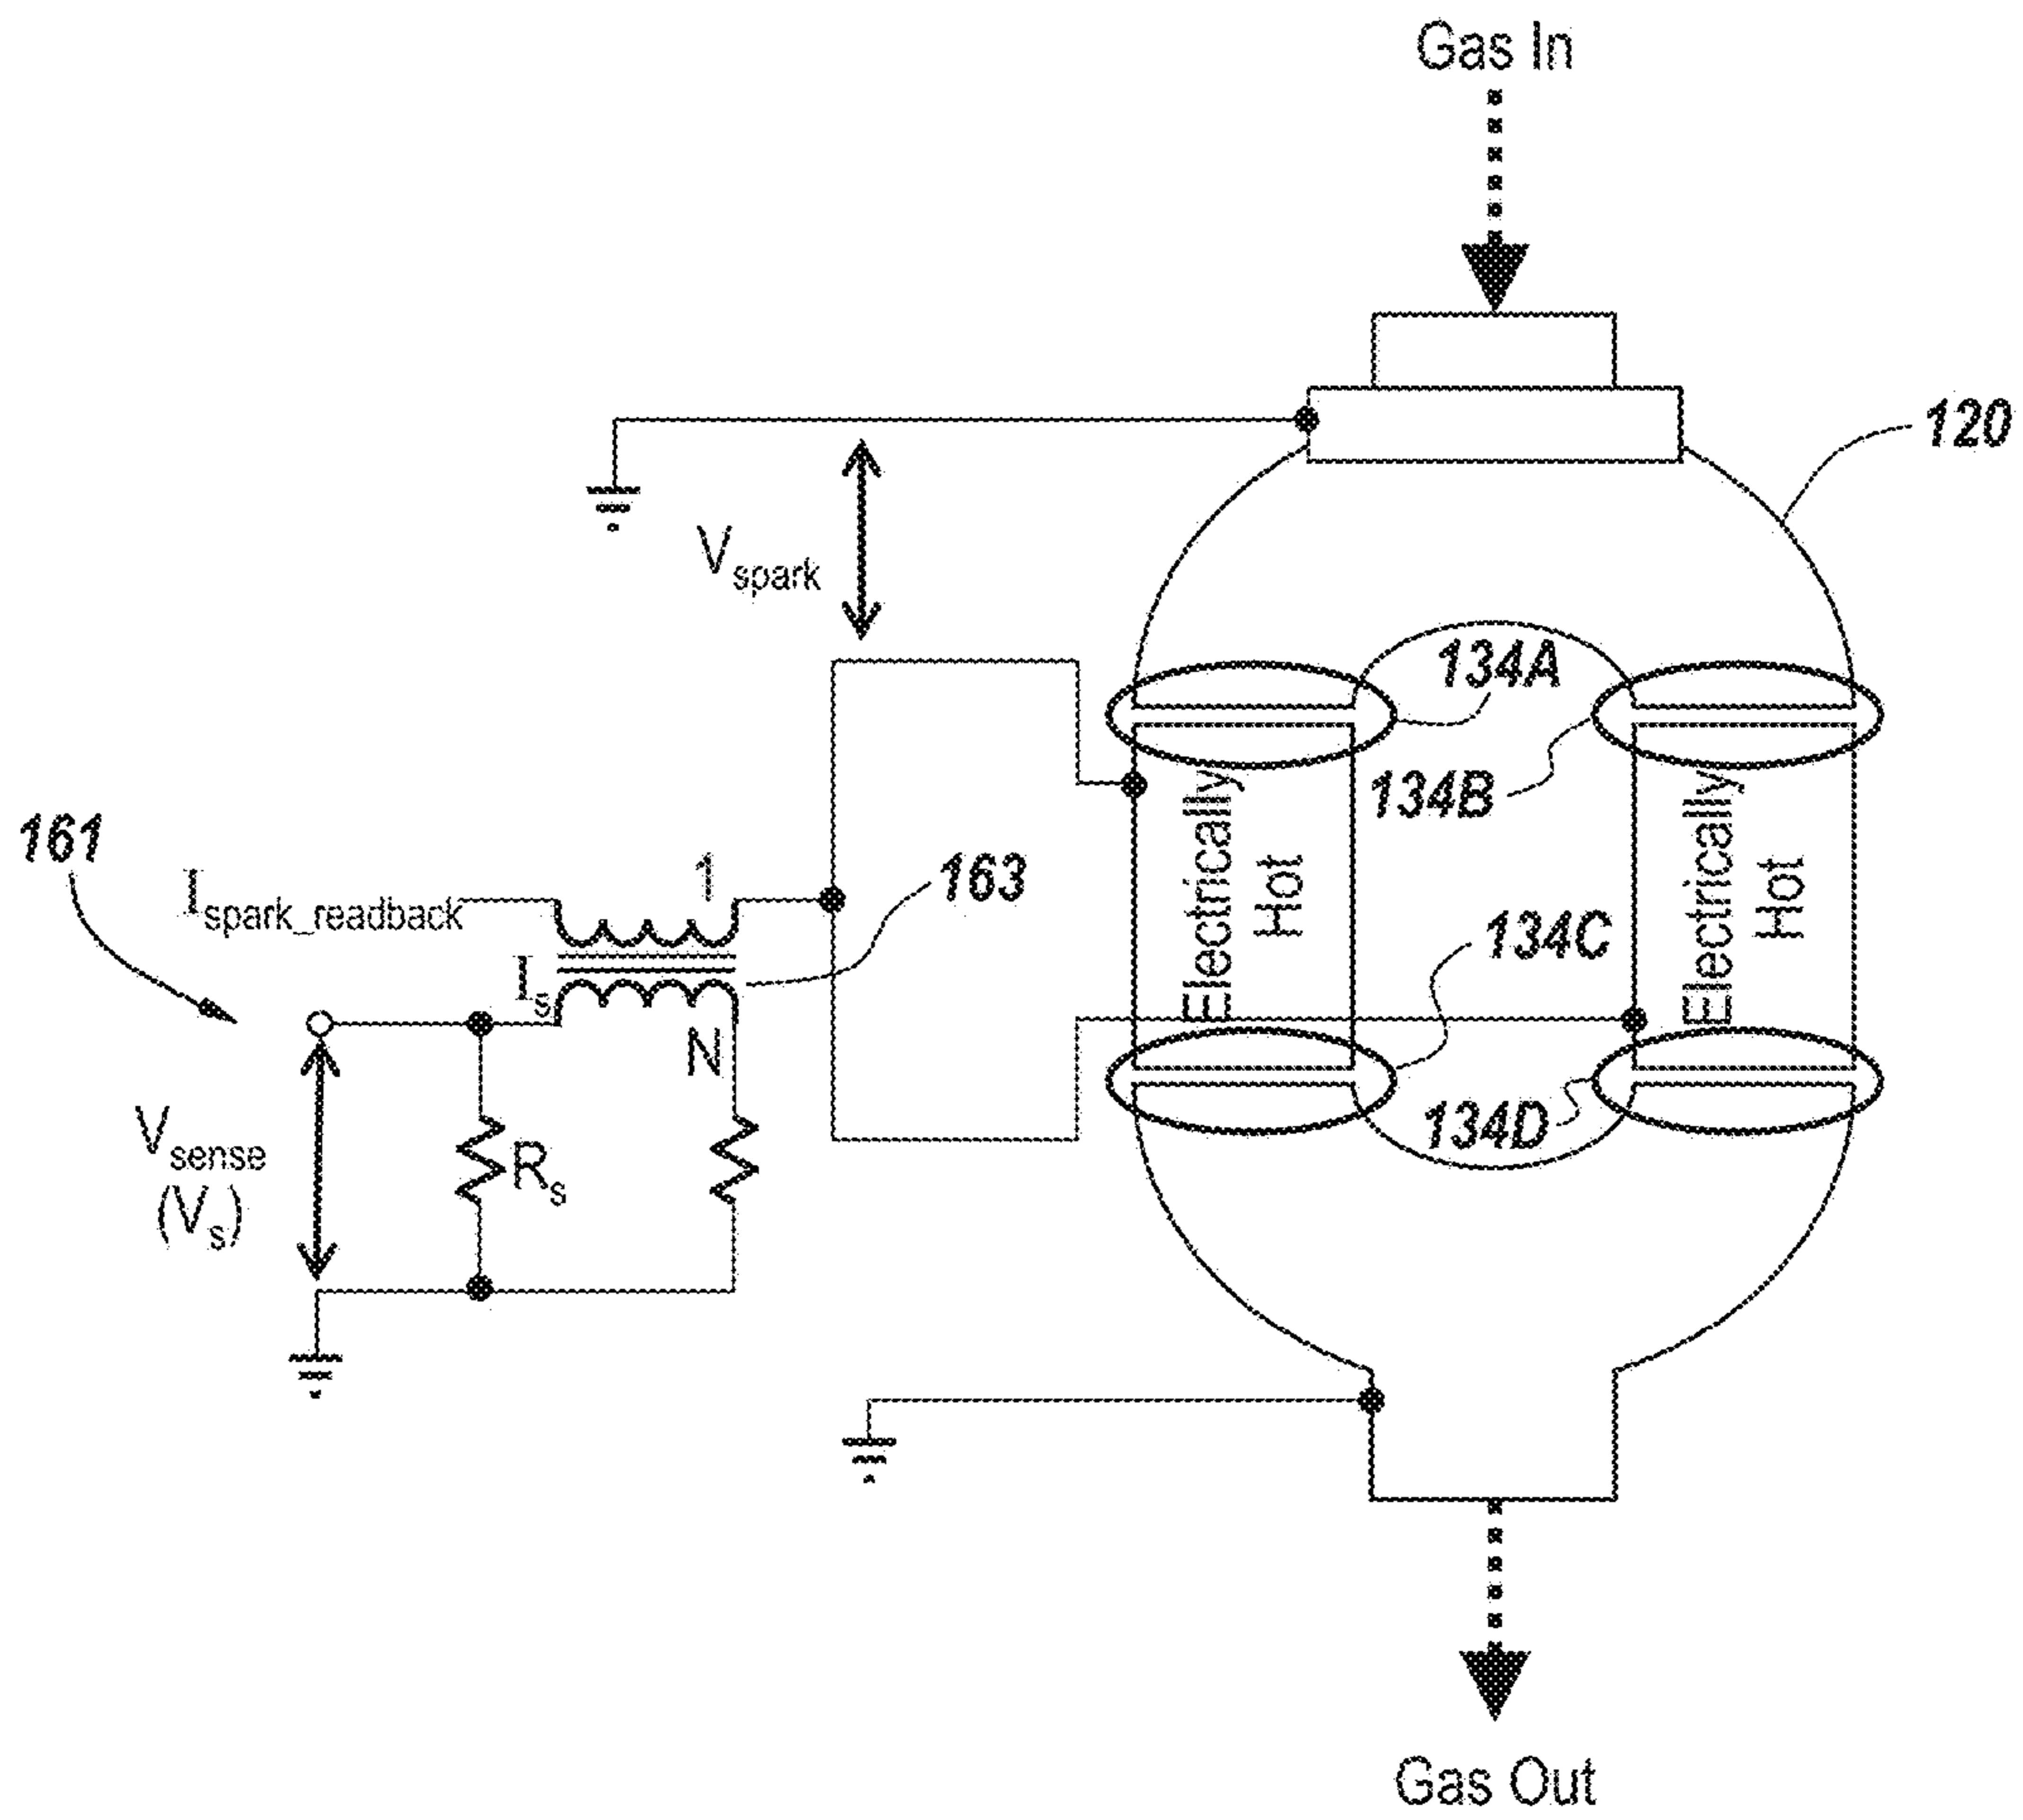 Gas In
120
Vspark
134A
134B
Electrically
Hot
Electrically
Hot
161
Ispark_readback
1
163
Is
N
134C
134D
Vsense
(Vs)
Rs
Gas Out